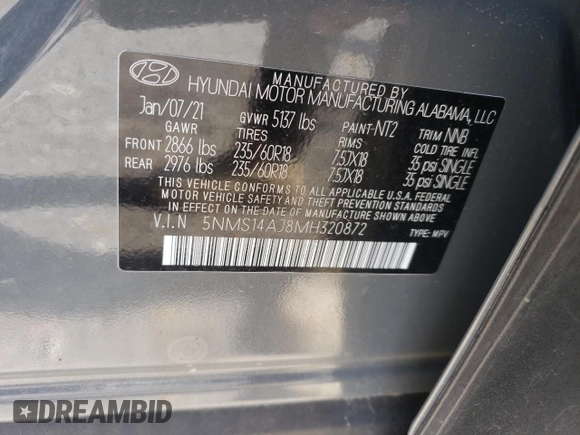 MANUFACTURED BY
HYUNDAI MOTOR MANUFACTURING ALABAMA, LLC
Jan/07/21 GVWR 5137 lbs PAINT-NT2 TRIM NNB
GAWR TIRES RIMS COLD TIRE INFL
FRONT 2866 lbs 235/60R18 7.5JX18 35 psi SINGLE
REAR 2976 lbs 235/60R18 7.5JX18 35 psi SINGLE
THIS VEHICLE CONFORMS TO ALL APPLICABLE U.S.A. FEDERAL
MOTOR VEHICLE SAFETY AND THEFT PREVENTION STANDARDS
IN EFFECT ON THE DATE OF MANUFACTURE SHOWN ABOVE.
V.I.N 5NMS14AJ8MH320872 TYPE: MPV
DREAMBID